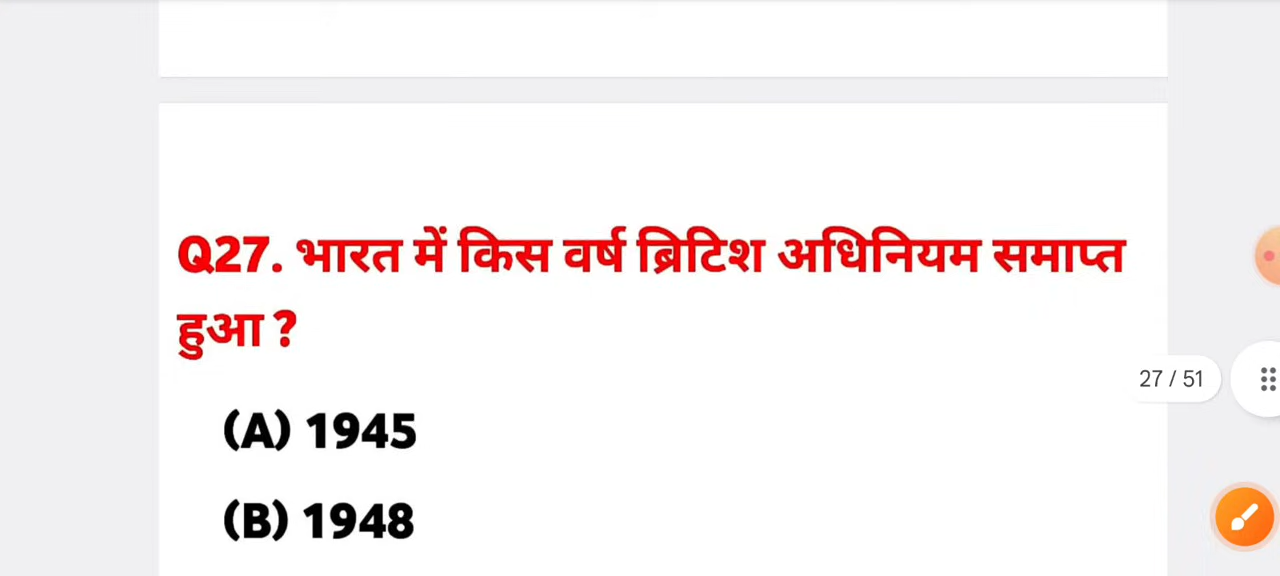 Q27. भारत में किस वर्ष ब्रिटिश अधिनियम समाप्त
हुआ ?
27 / 51
(A) 1945
(B) 1948